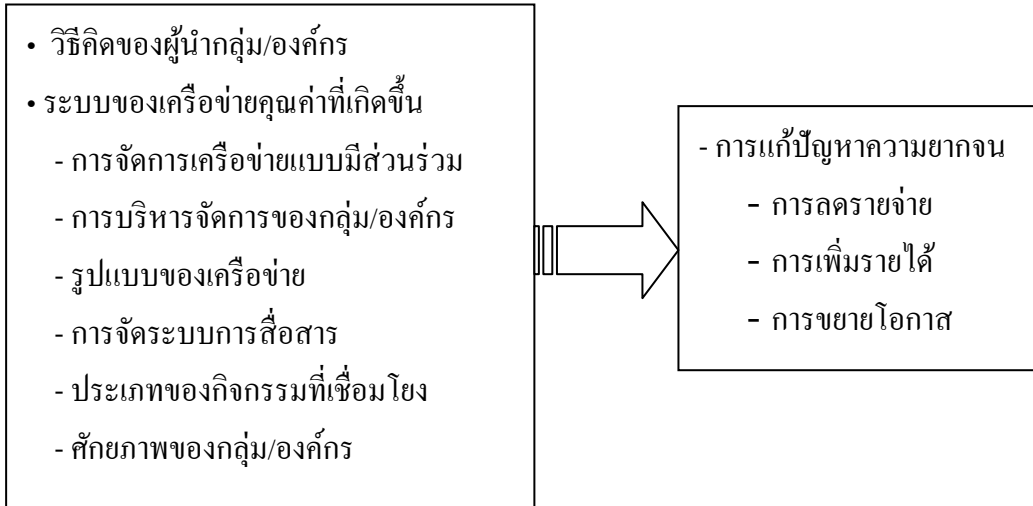 • วิธีคิดของผู้นำกลุ่ม/องค์กร
• ระบบของเครือข่ายคุณค่าที่เกิดขึ้น
- การจัดการเครือข่ายแบบมีส่วนร่วม
- การบริหารจัดการของกลุ่ม/องค์กร
- รูปแบบของเครือข่าย
- การจัดระบบการสื่อสาร
- ประเภทของกิจกรรมที่เชื่อมโยง
- ศักยภาพของกลุ่ม/องค์กร
- การแก้ปัญหาความยากจน
- การลดรายจ่าย
- การเพิ่มรายได้
- การขยายโอกาส